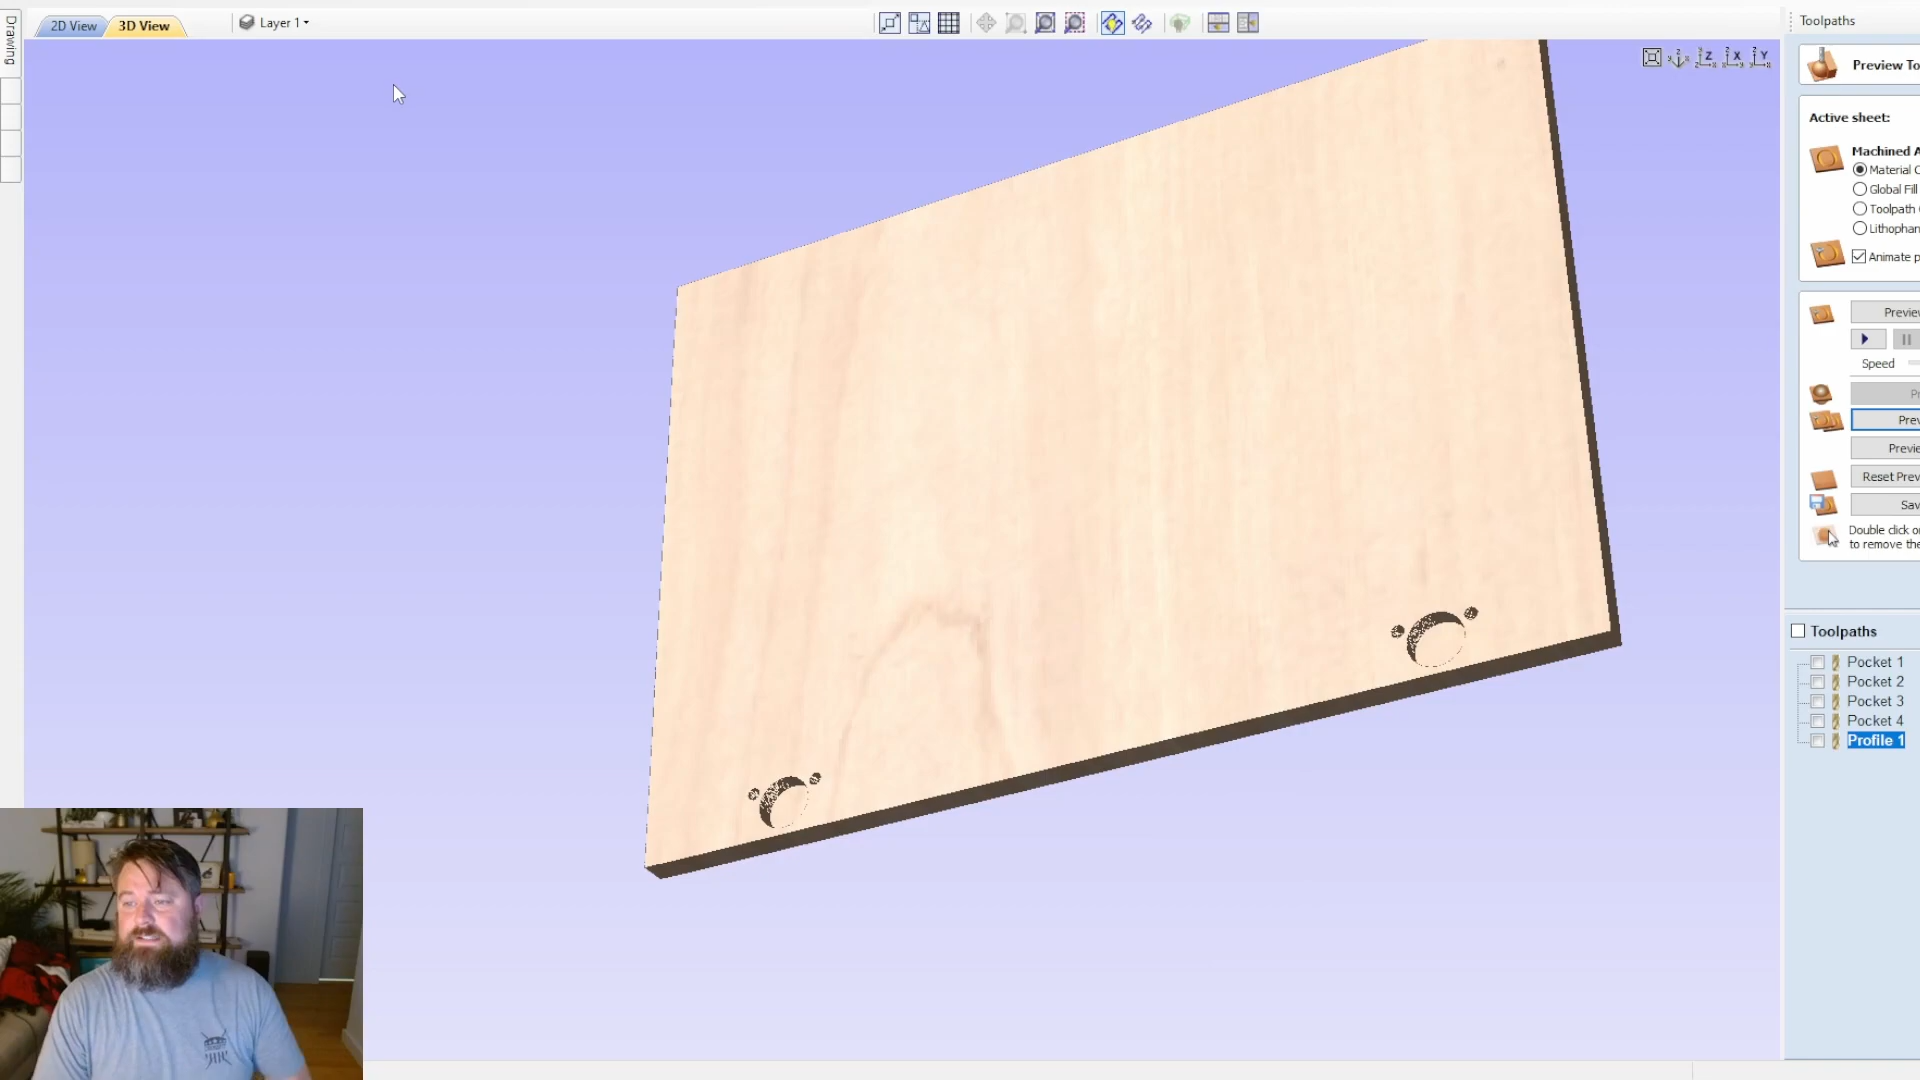 Drawing
2D View
3D View
Layer 1
Z
X
Y
Toolpaths
Preview To
Active sheet:
Machined A
Material C
Global Fill
Toolpath
Lithophan
Animate p
Previe
Speed
Pr
Prev
Previe
Reset Prev
Sav
Double click o
to remove the
Toolpaths
Pocket 1
Pocket 2
Pocket 3
Pocket 4
Profile 1